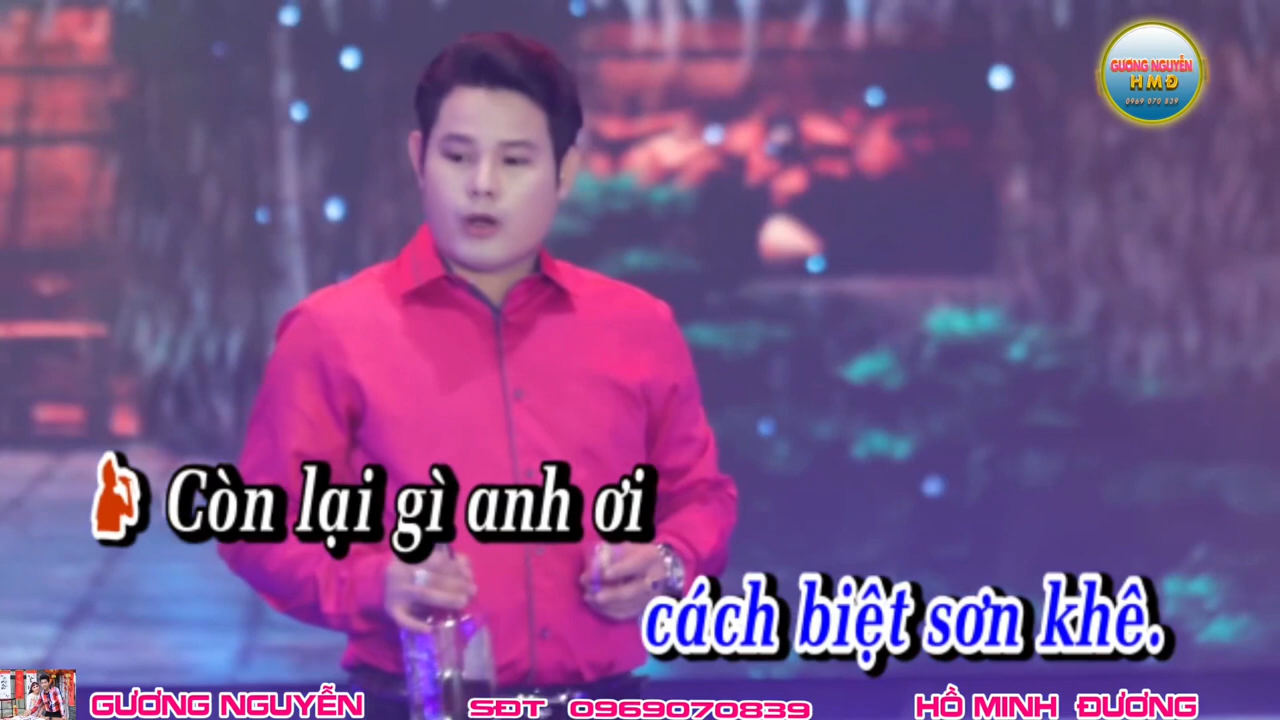 GƯƠNG NGUYỄN
HMĐ
0969 070 839
Còn lại gì anh ơi
cách biệt sơn khê.
GƯƠNG NGUYỄN SĐT 0969070839 HỒ MINH ĐƯƠNG